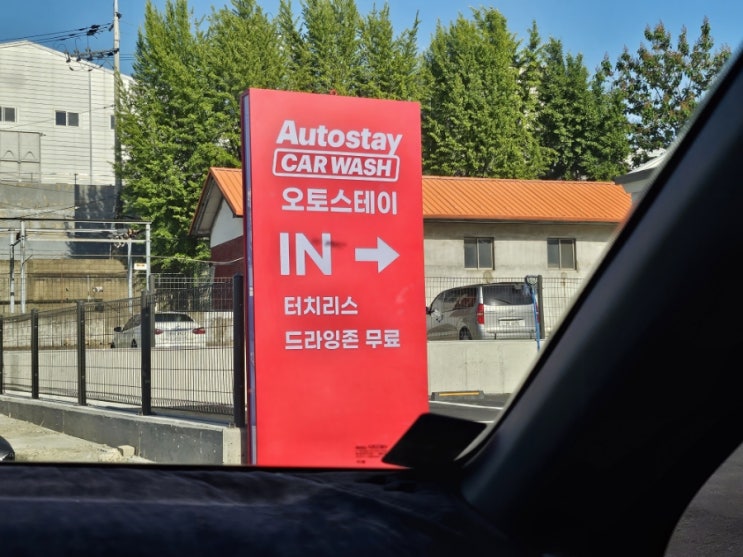 Autostay
CAR WASH
오토스테이
IN →
터치리스
드라잉존 무료